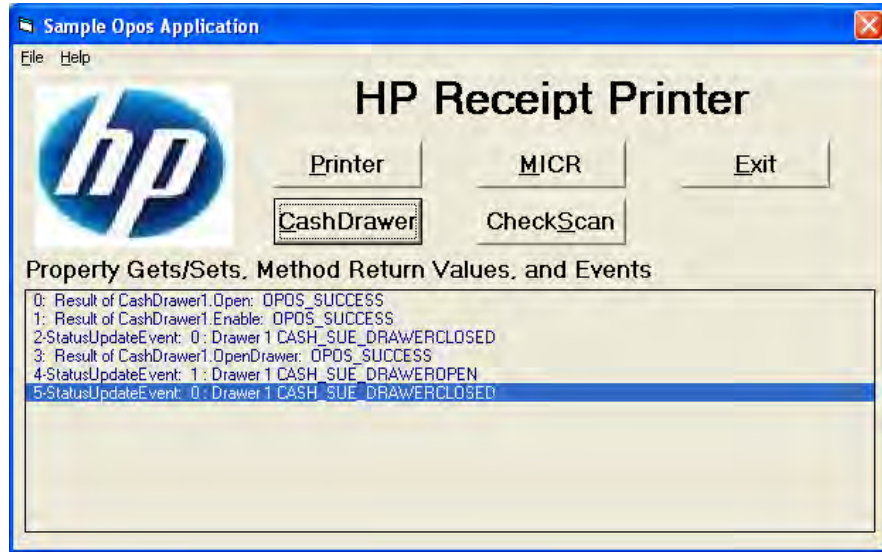 Sample Opos Application
File Help
hp
HP Receipt Printer
Printer MICR Exit
CashDrawer CheckScan
Property Gets/Sets, Method Return Values, and Events
0: Result of CashDrawer1.Open: OPOS_SUCCESS
1: Result of CashDrawer1.Enable: OPOS_SUCCESS
2-StatusUpdateEvent: 0 : Drawer 1 CASH_SUE_DRAWERCLOSED
3: Result of CashDrawer1.OpenDrawer: OPOS_SUCCESS
4-StatusUpdateEvent: 1 : Drawer 1 CASH_SUE_DRAWEROPEN
5-StatusUpdateEvent: 0 : Drawer 1 CASH_SUE_DRAWERCLOSED